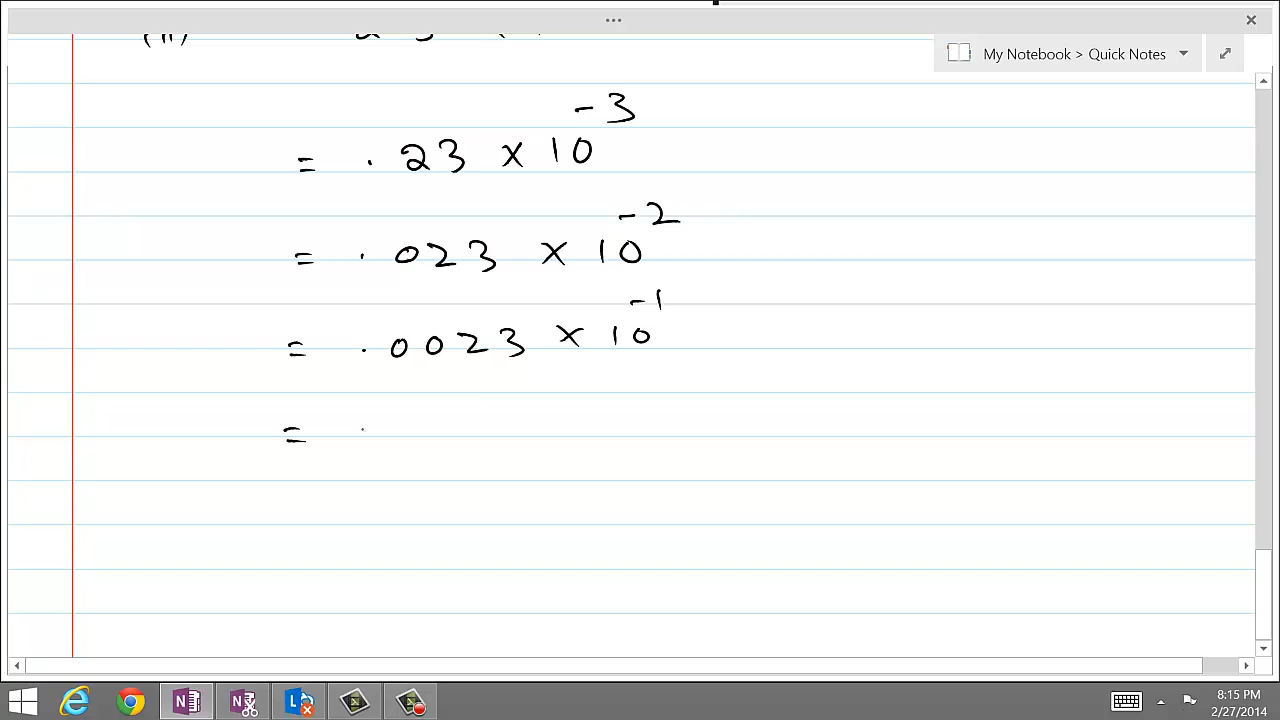 ...
My Notebook > Quick Notes
(ii)
= .23 × 10⁻³
= .023 × 10⁻²
= .0023 × 10⁻¹
= .
8:15 PM
2/27/2014